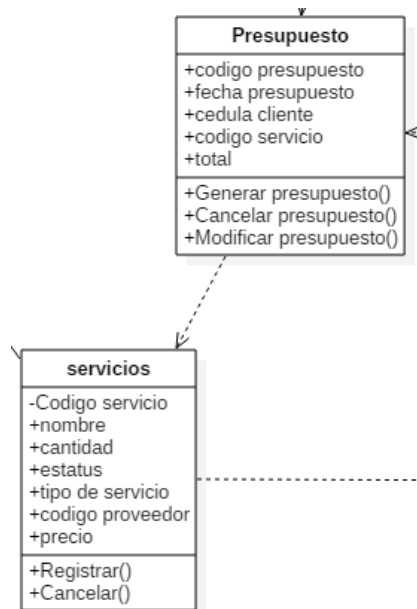 Presupuesto
+codigo presupuesto
+fecha presupuesto
+cedula cliente
+codigo servicio
+total
+Generar presupuesto()
+Cancelar presupuesto()
+Modificar presupuesto()
servicios
-Codigo servicio
+nombre
+cantidad
+estatus
+tipo de servicio
+codigo proveedor
+precio
+Registrar()
+Cancelar()